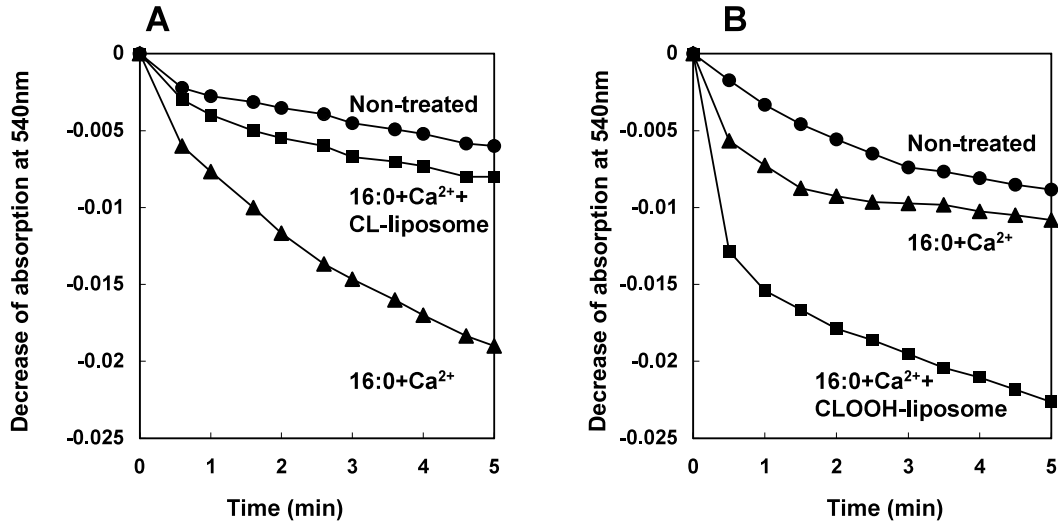 A
Decrease of absorption at 540nm
0
-0.005
-0.01
-0.015
-0.02
-0.025
Non-treated
16:0+Ca²⁺+
CL-liposome
16:0+Ca²⁺
0 1 2 3 4 5
Time (min)
B
Decrease of absorption at 540nm
0
-0.005
-0.01
-0.015
-0.02
-0.025
Non-treated
16:0+Ca²⁺
16:0+Ca²⁺+
CLOOH-liposome
0 1 2 3 4 5
Time (min)